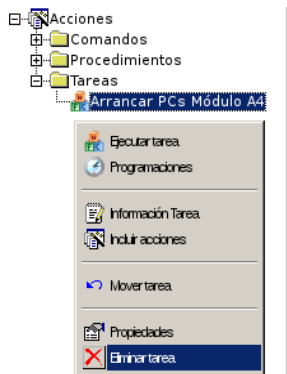 Acciones
Comandos
Procedimientos
Tareas
Arrancar PCs Módulo A4
Ejecutar tarea
Programaciones
Información Tarea
Incluir acciones
Mover tarea
Propiedades
Eliminar tarea